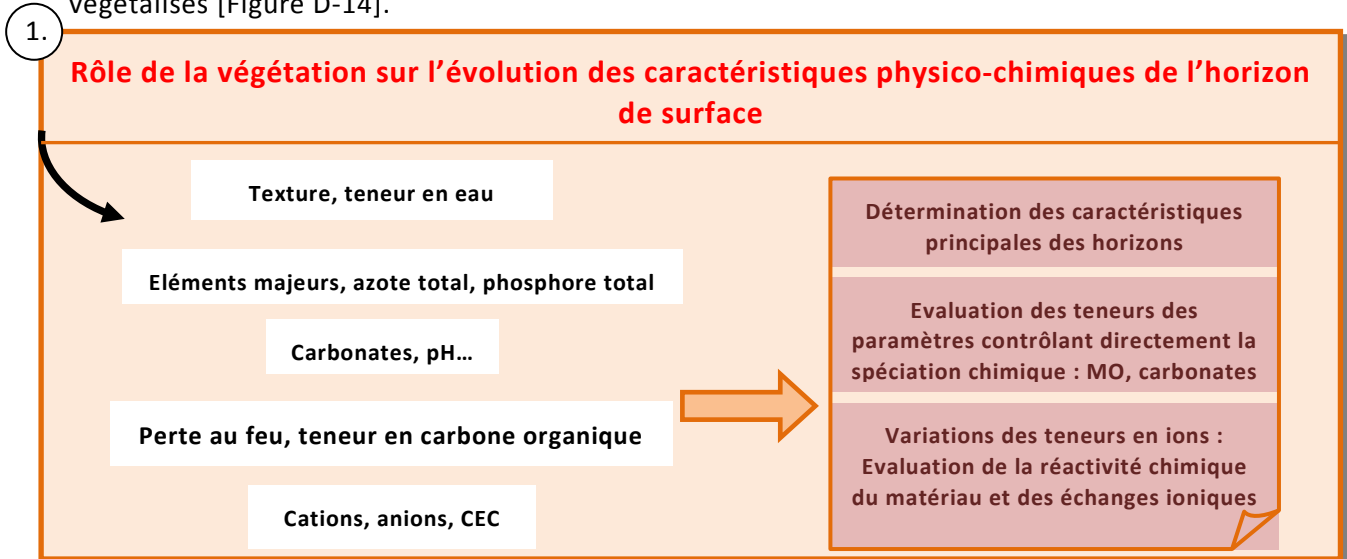 végétalisés [Figure D-14].
1.
Rôle de la végétation sur l’évolution des caractéristiques physico-chimiques de l’horizon
de surface
Texture, teneur en eau
Eléments majeurs, azote total, phosphore total
Carbonates, pH…
Perte au feu, teneur en carbone organique
Cations, anions, CEC
Détermination des caractéristiques
principales des horizons
Evaluation des teneurs des
paramètres contrôlant directement la
spéciation chimique : MO, carbonates
Variations des teneurs en ions :
Evaluation de la réactivité chimique
du matériau et des échanges ioniques